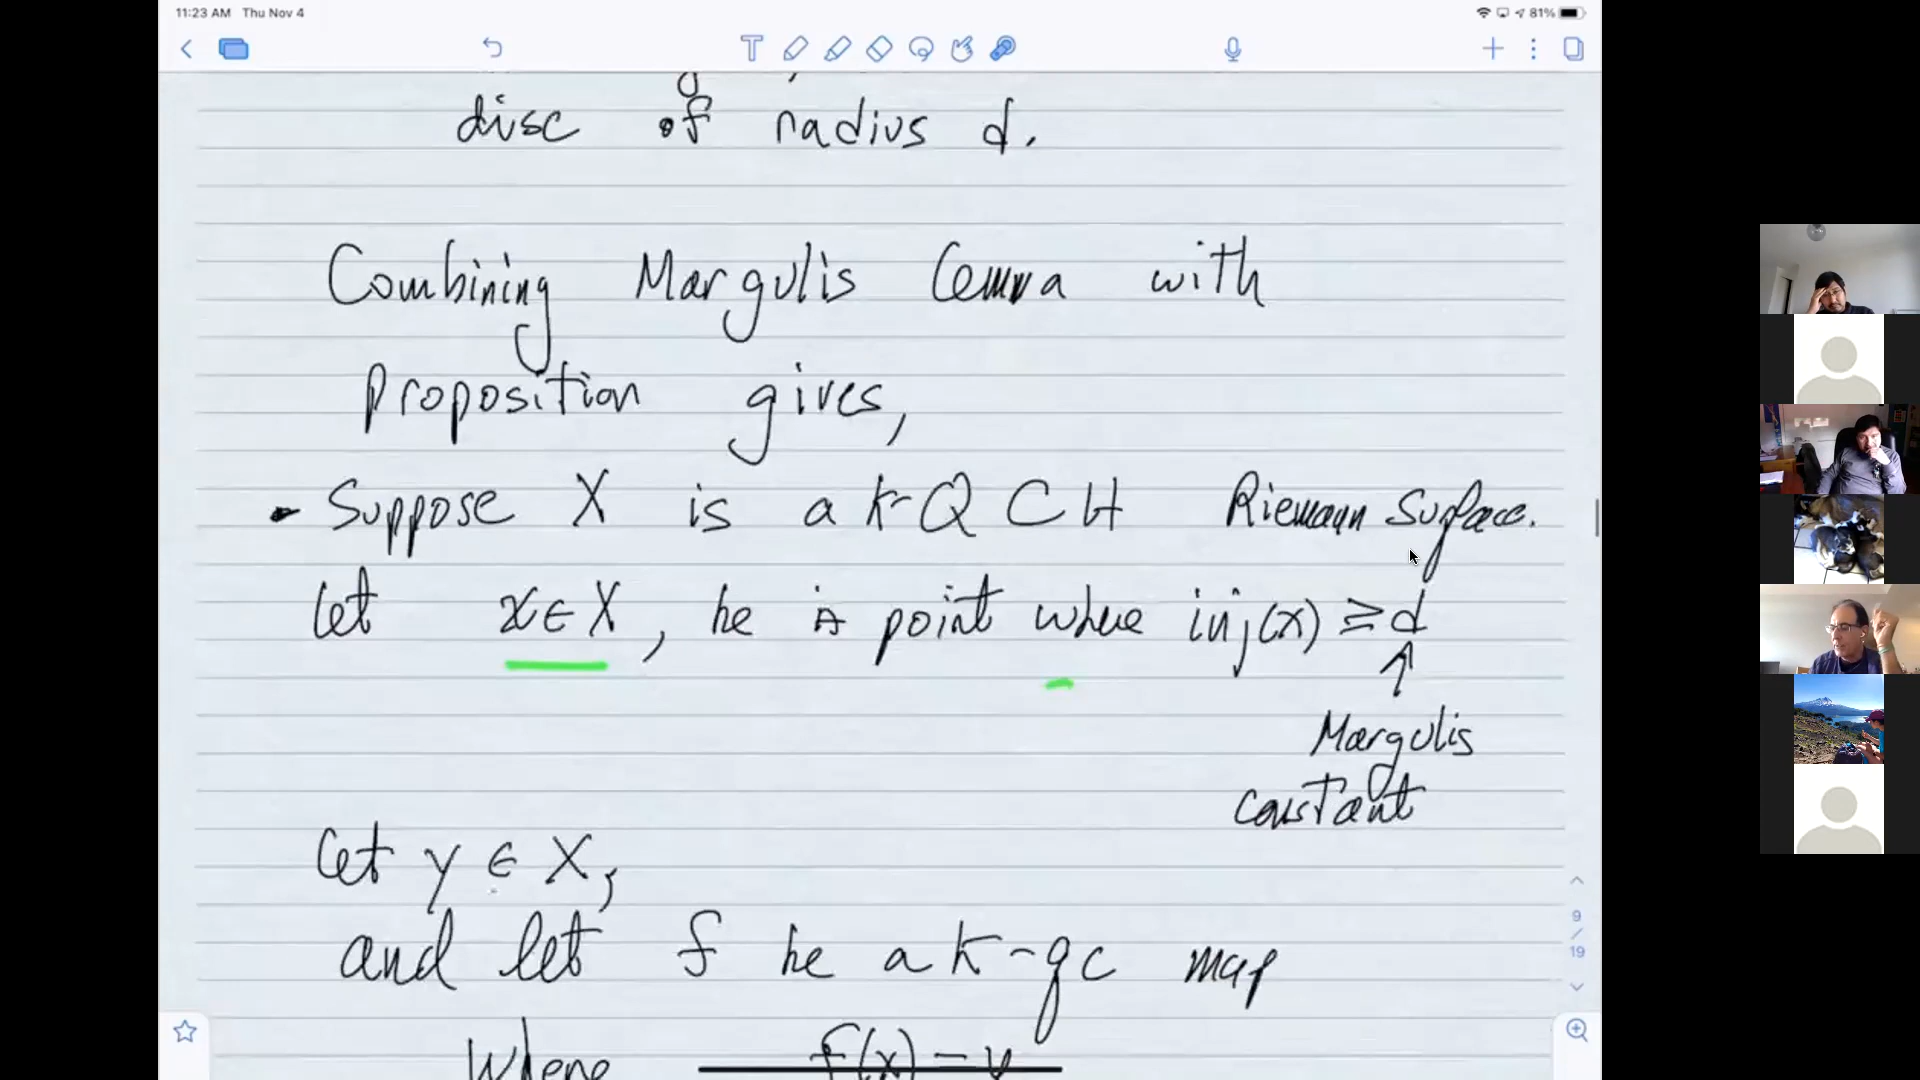 11:23 AM Thu Nov 4
81%
disc of radius d.
Combining Margulis Lemma with
Proposition gives,
- Suppose X is a K-QCH Riemann Surface.
Let x ∈ X, be a point where inj(x) ≥ d
↑
Margulis
constant
Let y ∈ X,
and let f be a K-qc map
where f(x) = y
9
/
19